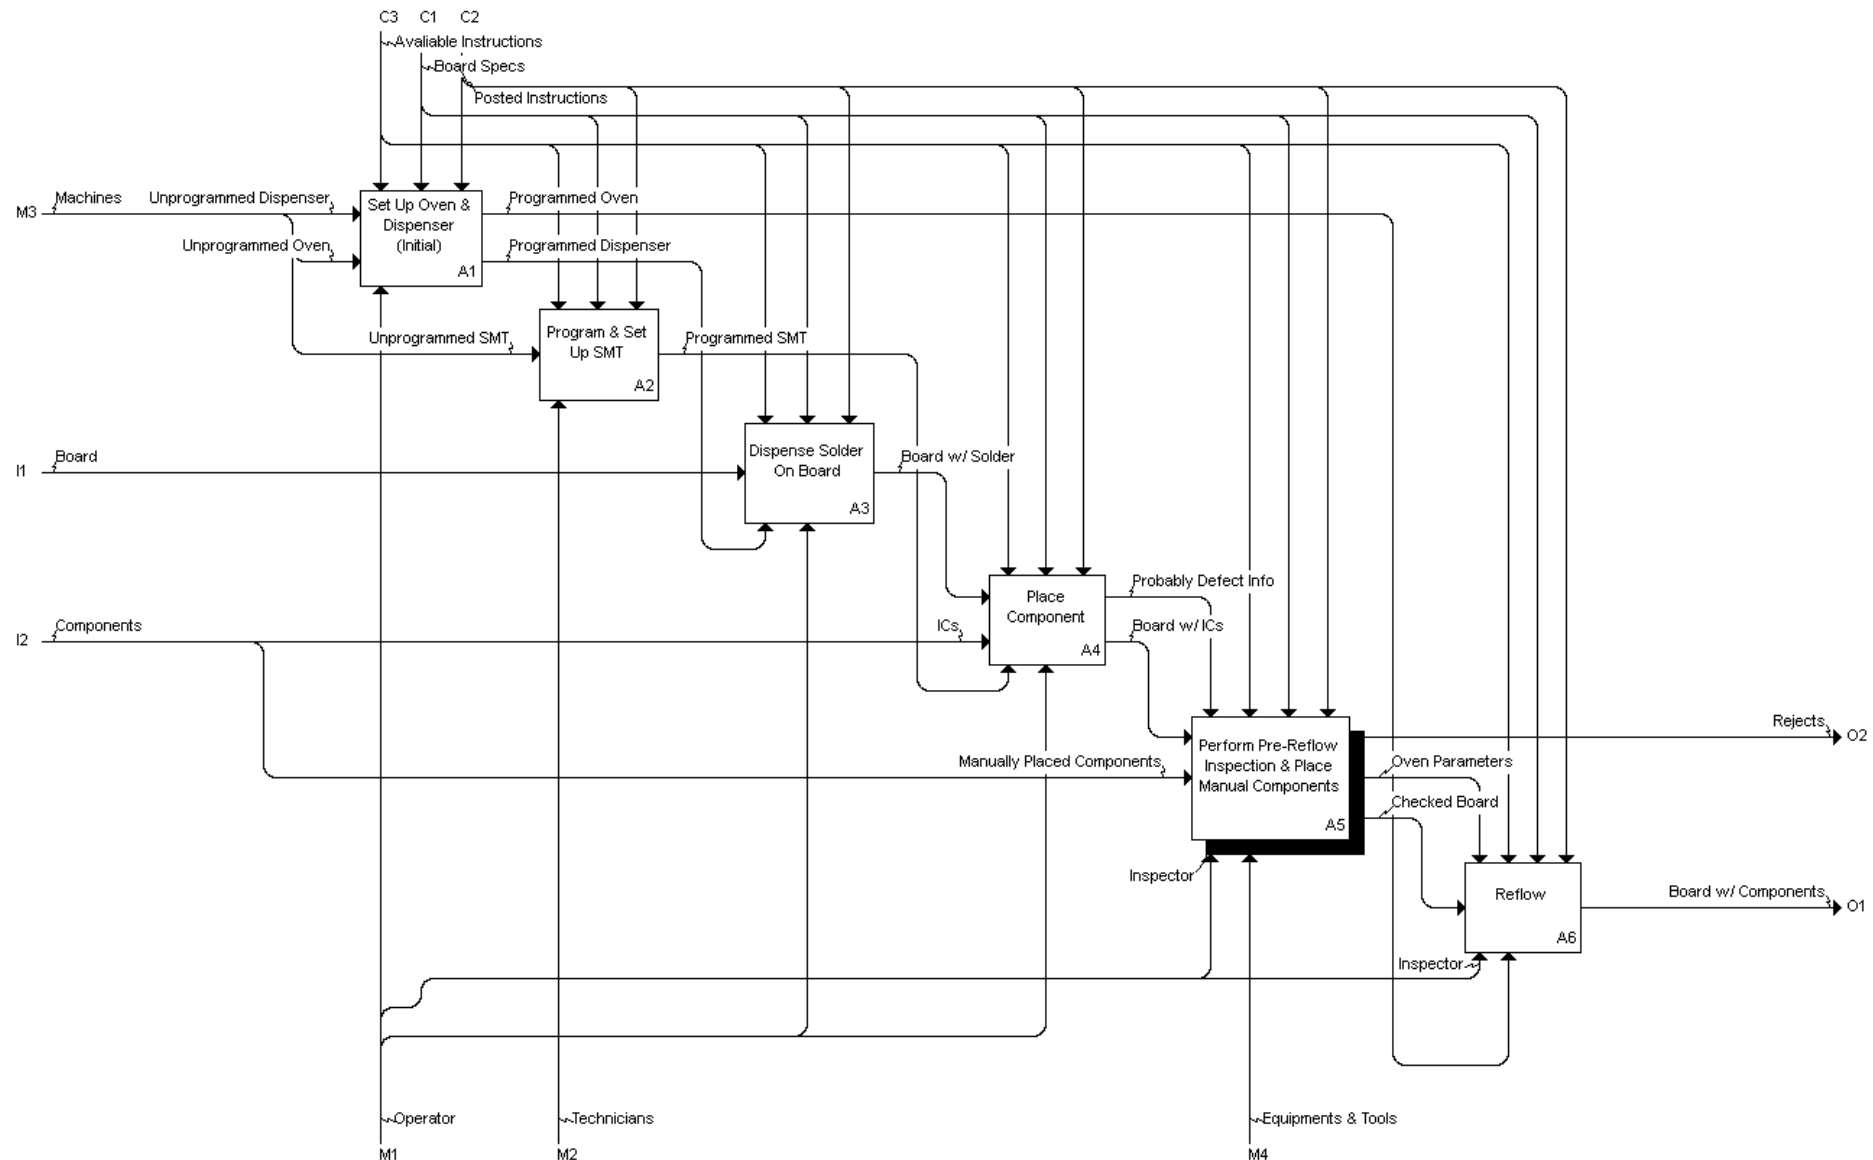 C3 C1 C2
Avaliable Instructions
Board Specs
Posted Instructions
M3
Machines
Unprogrammed Dispenser
Unprogrammed Oven
Set Up Oven &
Dispenser
(Initial)
A1
Programmed Oven
Programmed Dispenser
Unprogrammed SMT
Program & Set
Up SMT
A2
Programmed SMT
I1
Board
Dispense Solder
On Board
A3
Board w/ Solder
I2
Components
ICs
Place
Component
A4
Probably Defect Info
Board w/ ICs
Manually Placed Components
Perform Pre-Reflow
Inspection & Place
Manual Components
A5
Rejects
O2
Oven Parameters
Checked Board
Inspector
Reflow
A6
Board w/ Components
O1
Inspector
Operator
Technicians
Equipments & Tools
M1
M2
M4